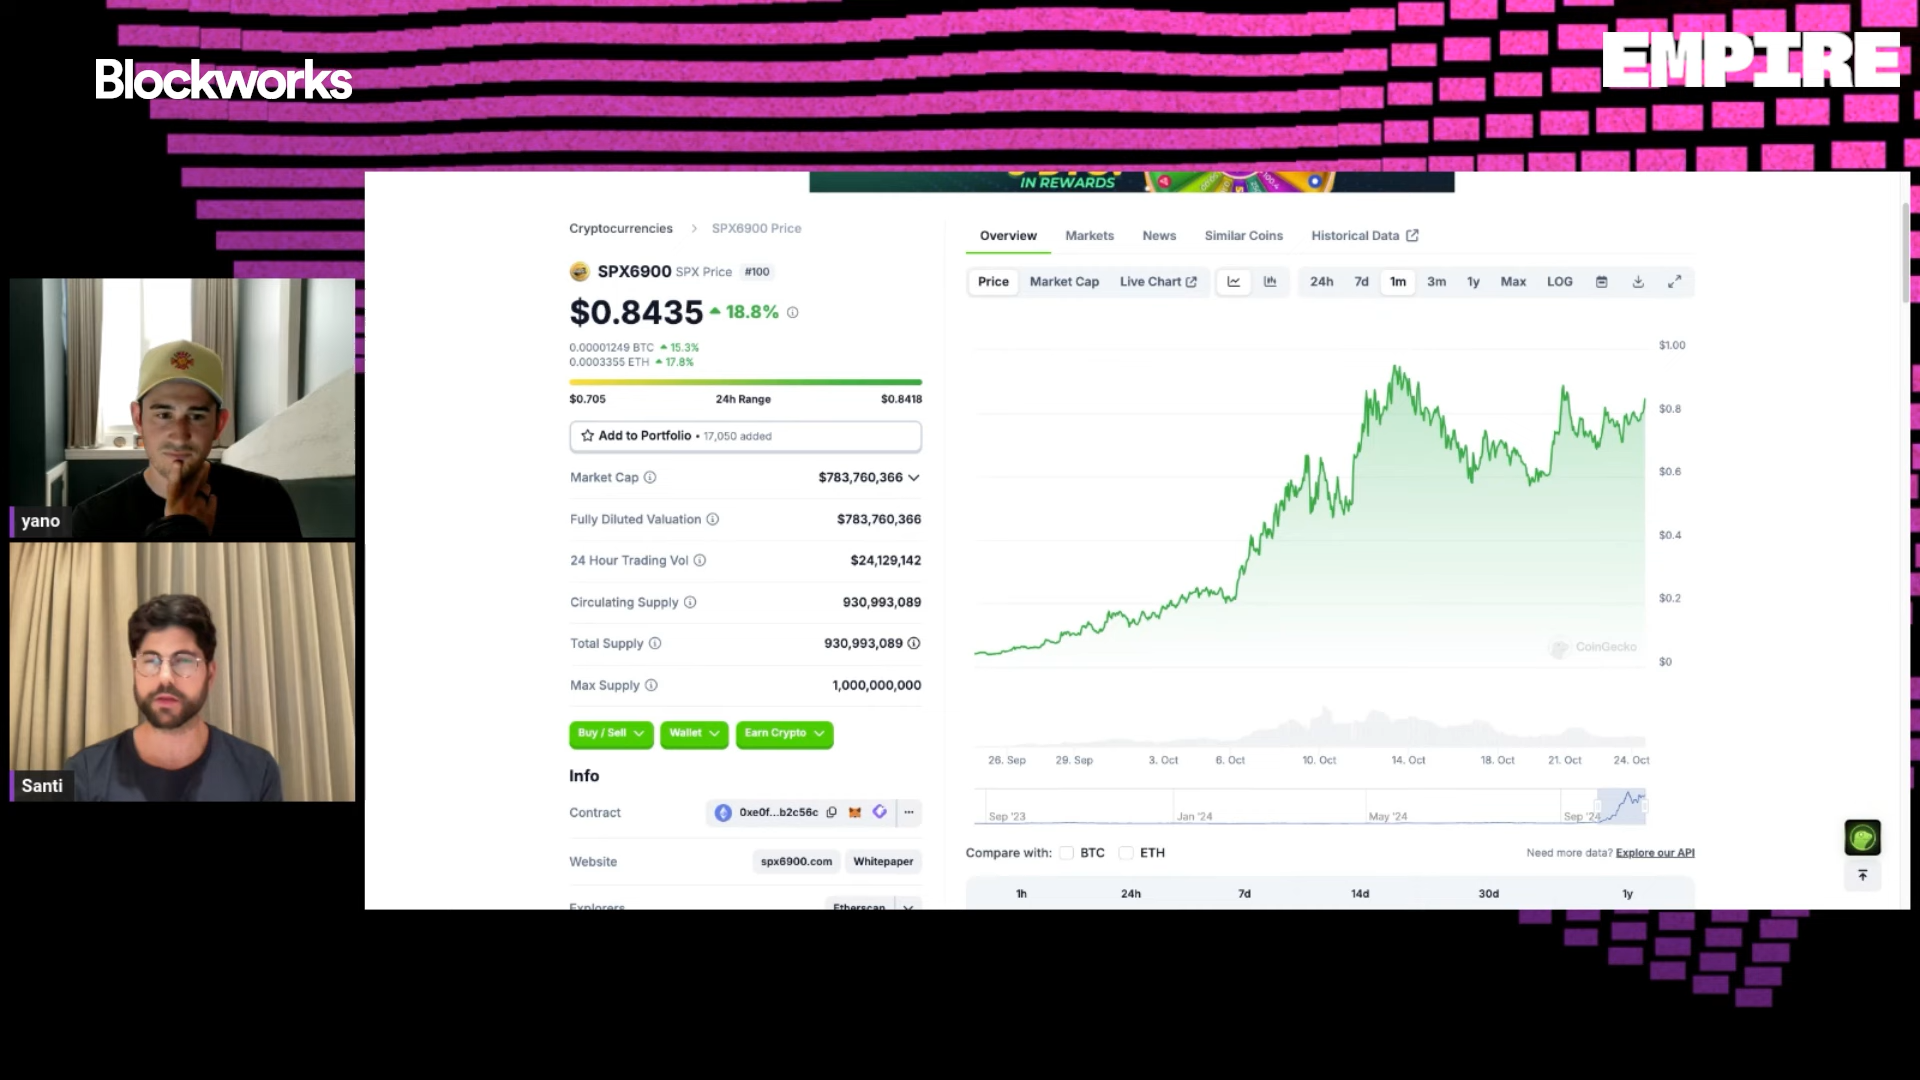 Blockworks
EMPIRE
IN REWARDS
Cryptocurrencies > SPX6900 Price
SPX6900 SPX Price #100
$0.8435 18.8%
0.00001249 BTC 15.3%
0.0003355 ETH 17.8%
$0.705 24h Range $0.8418
Add to Portfolio • 17,050 added
Market Cap $783,760,366
Fully Diluted Valuation $783,760,366
24 Hour Trading Vol $24,129,142
Circulating Supply 930,993,089
Total Supply 930,993,089
Max Supply 1,000,000,000
Buy / Sell Wallet Earn Crypto
Info
Contract 0xe0f...b2c56c
Website spx6900.com Whitepaper
Explorers Etherscan
Overview Markets News Similar Coins Historical Data
Price Market Cap Live Chart 24h 7d 1m 3m 1y Max LOG
$1.00
$0.8
$0.6
$0.4
$0.2
$0
CoinGecko
26. Sep 29. Sep 3. Oct 6. Oct 10. Oct 14. Oct 18. Oct 21. Oct 24. Oct
Sep '23 Jan '24 May '24 Sep '24
Compare with: BTC ETH Need more data? Explore our API
1h 24h 7d 14d 30d 1y
yano
Santi